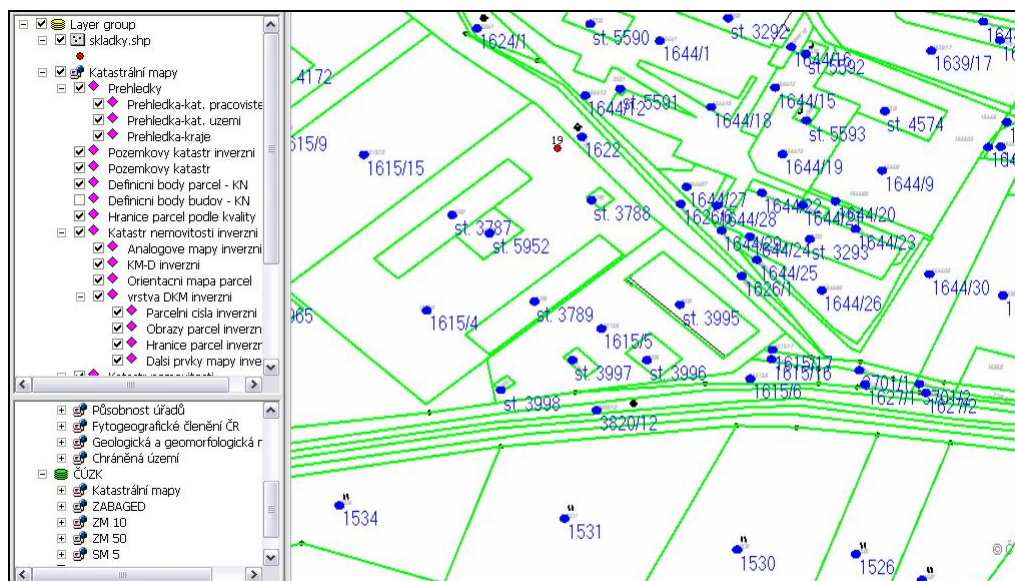 Layer group
skladky.shp
Katastrální mapy
Prehledky
Prehledka-kat. pracoviste
Prehledka-kat. uzemi
Prehledka-kraje
Pozemkovy katastr inverzni
Pozemkovy katastr
Definicni body parcel - KN
Definicni body budov - KN
Hranice parcel podle kvality
Katastr nemovitosti inverzni
Analogove mapy inverzni
KM-D inverzni
Orientacni mapa parcel
vrstva DKM inverzni
Parcelni cisla inverzni
Obrazy parcel inverzn
Hranice parcel inverzr
Dalsi prvky mapy inve
Působnost úřadů
Fytogeografické členění ČR
Geologická a geomorfologická r
Chráněná území
ČÚZK
Katastrální mapy
ZABAGED
ZM 10
ZM 50
SM 5
1624/1
st. 5590
1644/1
st. 3292
1644/16
st. 5592
1639/17
4172
1644/12
st. 5591
1644/18
1644/15
st. 5593
st. 4574
615/9
1615/15
19
1622
1644/19
1644/9
st. 3787
st. 5952
st. 3788
1644/27
1644/28
1644/22
1644/20
1644/23
1644/24
st. 3293
1644/25
1626/1
1644/26
1644/30
965
1615/4
st. 3789
1615/5
st. 3995
st. 3997
st. 3996
st. 3998
1615/17
1615/16
1615/6
1627/1
1627/2
3820/12
1534
1531
1530
1526
© Č